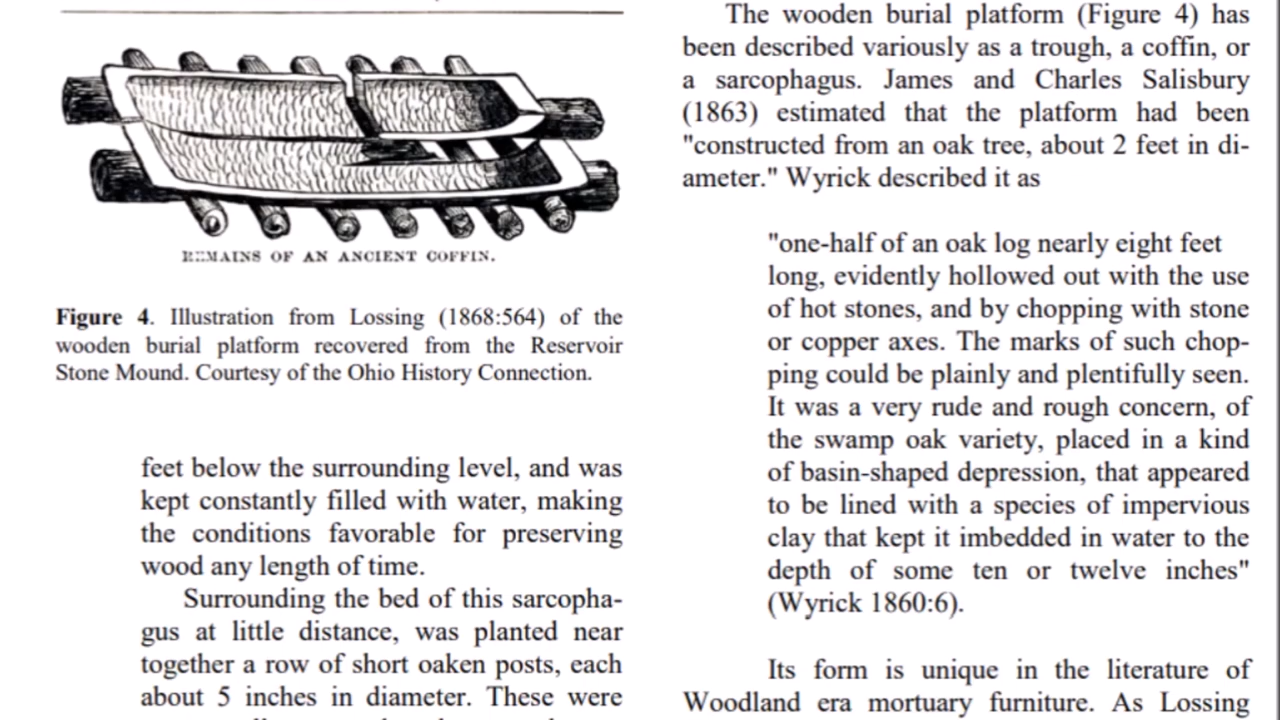 REMAINS OF AN ANCIENT COFFIN.
Figure 4. Illustration from Lossing (1868:564) of the
wooden burial platform recovered from the Reservoir
Stone Mound. Courtesy of the Ohio History Connection.
feet below the surrounding level, and was
kept constantly filled with water, making
the conditions favorable for preserving
wood any length of time.
Surrounding the bed of this sarcopha-
gus at little distance, was planted near
together a row of short oaken posts, each
about 5 inches in diameter. These were
The wooden burial platform (Figure 4) has
been described variously as a trough, a coffin, or
a sarcophagus. James and Charles Salisbury
(1863) estimated that the platform had been
"constructed from an oak tree, about 2 feet in di-
ameter." Wyrick described it as
"one-half of an oak log nearly eight feet
long, evidently hollowed out with the use
of hot stones, and by chopping with stone
or copper axes. The marks of such chop-
ping could be plainly and plentifully seen.
It was a very rude and rough concern, of
the swamp oak variety, placed in a kind
of basin-shaped depression, that appeared
to be lined with a species of impervious
clay that kept it imbedded in water to the
depth of some ten or twelve inches"
(Wyrick 1860:6).
Its form is unique in the literature of
Woodland era mortuary furniture. As Lossing